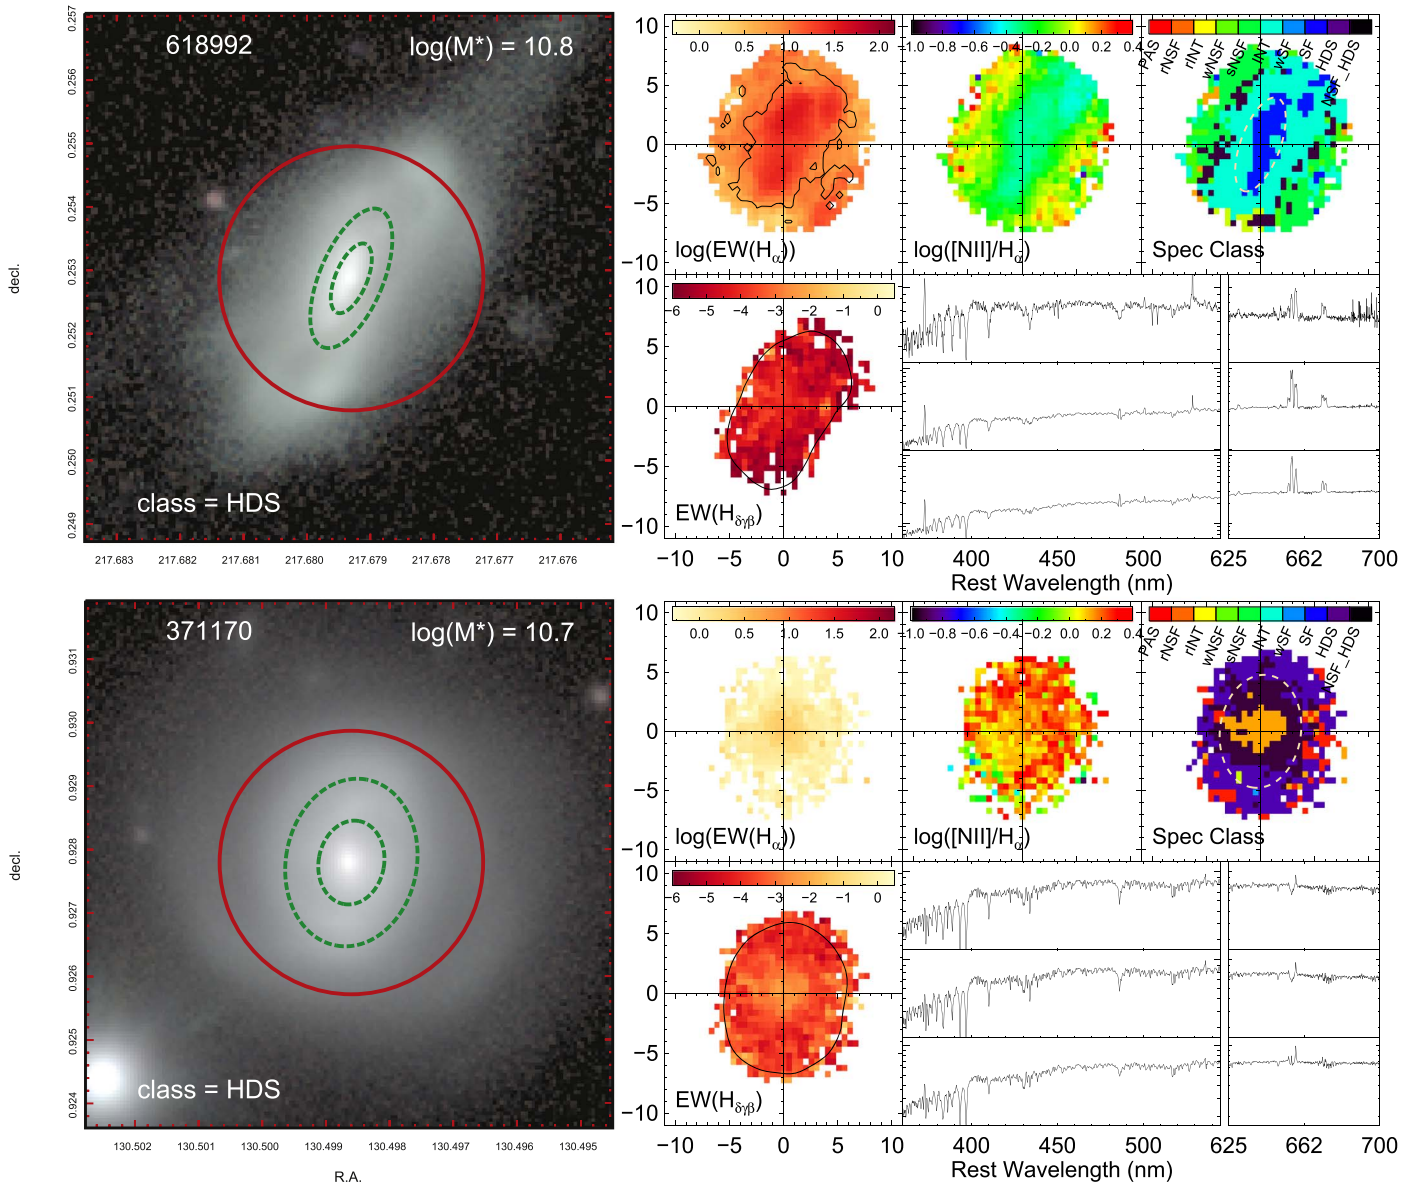 618992
log(M*) = 10.8
class = HDS
decl.
0.257
0.256
0.255
0.254
0.253
0.252
0.251
0.250
0.249
217.683 217.682 217.681 217.680 217.679 217.678 217.677 217.676
10
5
0
−5
−10
0.0 0.5 1.0 1.5 2.0
log(EW(Hα))
−1.0 −0.8 −0.6 −0.4 −0.2 0.0 0.2 0.4
log([NII]/Hα)
PAS rNSF rINT wNSF sNSF INT wSF SF HDS NSF_HDS
Spec Class
10
5
0
−5
−10
−6 −5 −4 −3 −2 −1 0
EW(Hδγβ)
−10 −5 0 5 10
400 450 500 625 662 700
Rest Wavelength (nm)
371170
log(M*) = 10.7
class = HDS
decl.
0.931
0.930
0.929
0.928
0.927
0.926
0.925
0.924
130.502 130.501 130.500 130.499 130.498 130.497 130.496 130.495
R.A.
10
5
0
−5
−10
0.0 0.5 1.0 1.5 2.0
log(EW(Hα))
−1.0 −0.8 −0.6 −0.4 −0.2 0.0 0.2 0.4
log([NII]/Hα)
PAS rNSF rINT wNSF sNSF INT wSF SF HDS NSF_HDS
Spec Class
10
5
0
−5
−10
−6 −5 −4 −3 −2 −1 0
EW(Hδγβ)
−10 −5 0 5 10
400 450 500 625 662 700
Rest Wavelength (nm)